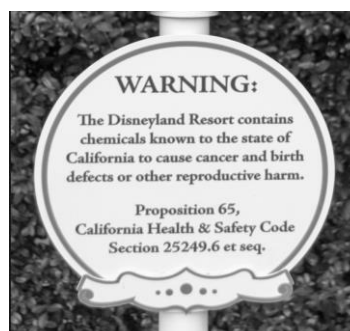 WARNING:
The Disneyland Resort contains
chemicals known to the state of
California to cause cancer and birth
defects or other reproductive harm.
Proposition 65,
California Health & Safety Code
Section 25249.6 et seq.